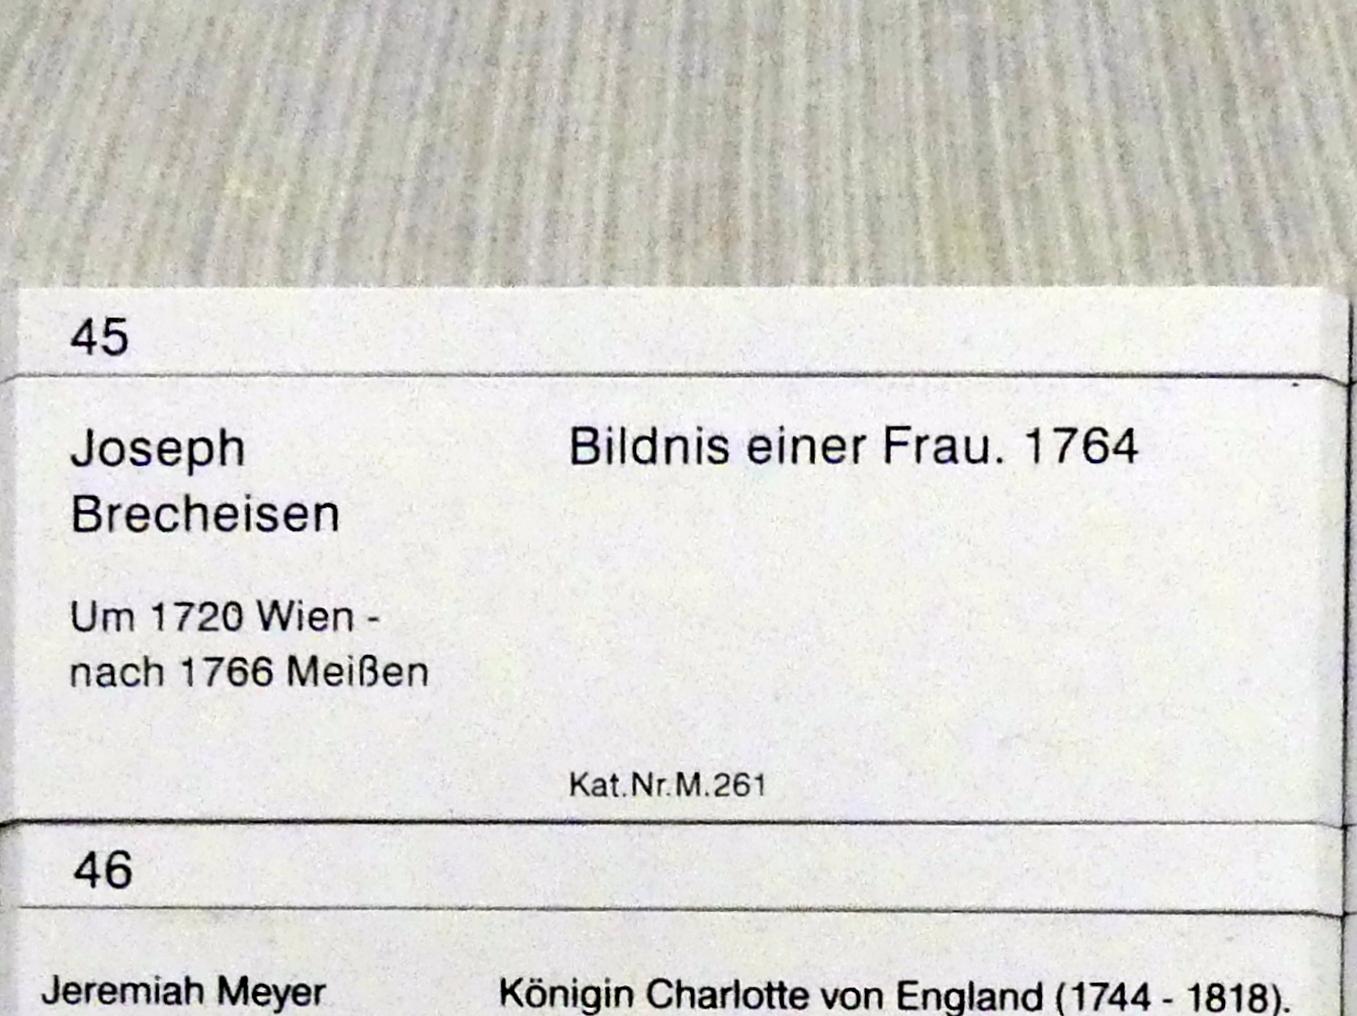 45
Joseph Brecheisen
Bildnis einer Frau. 1764
Um 1720 Wien -
nach 1766 Meißen
Kat.Nr.M.261
46
Jeremiah Meyer
Königin Charlotte von England (1744 - 1818).